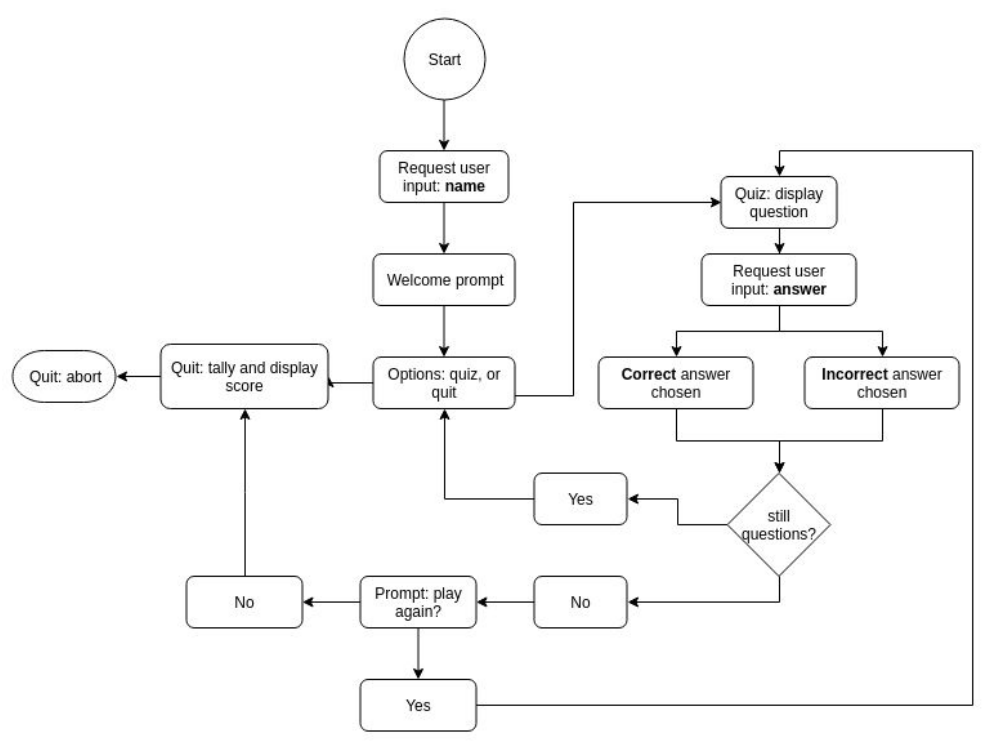 Start
Request user
input: name
Welcome prompt
Options: quiz, or
quit
Quit: tally and display
score
Quit: abort
Quiz: display
question
Request user
input: answer
Correct answer
chosen
Incorrect answer
chosen
still
questions?
Yes
No
Prompt: play
again?
No
Yes